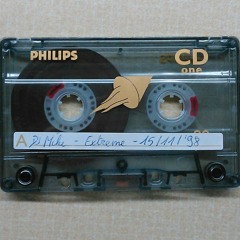 PHILIPS
CD
one
A Dj Mike - Extreme - 15/11/'98